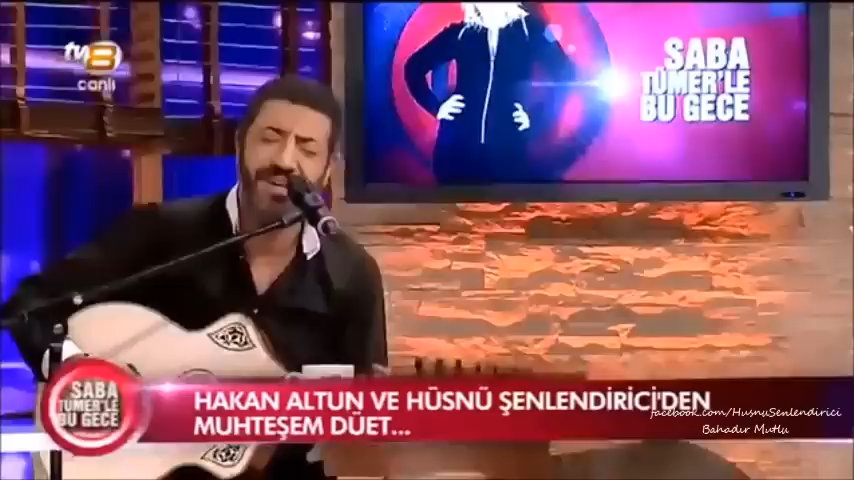 tv8
canlı
SABA
TÜMER'LE
BU GECE
SABA
TÜMER'LE
BU GECE
HAKAN ALTUN VE HÜSNÜ ŞENLENDİRİCİ'DEN
MUHTEŞEM DÜET...
facebook.com/HusnuSenlendirici
Bahadır Mutlu